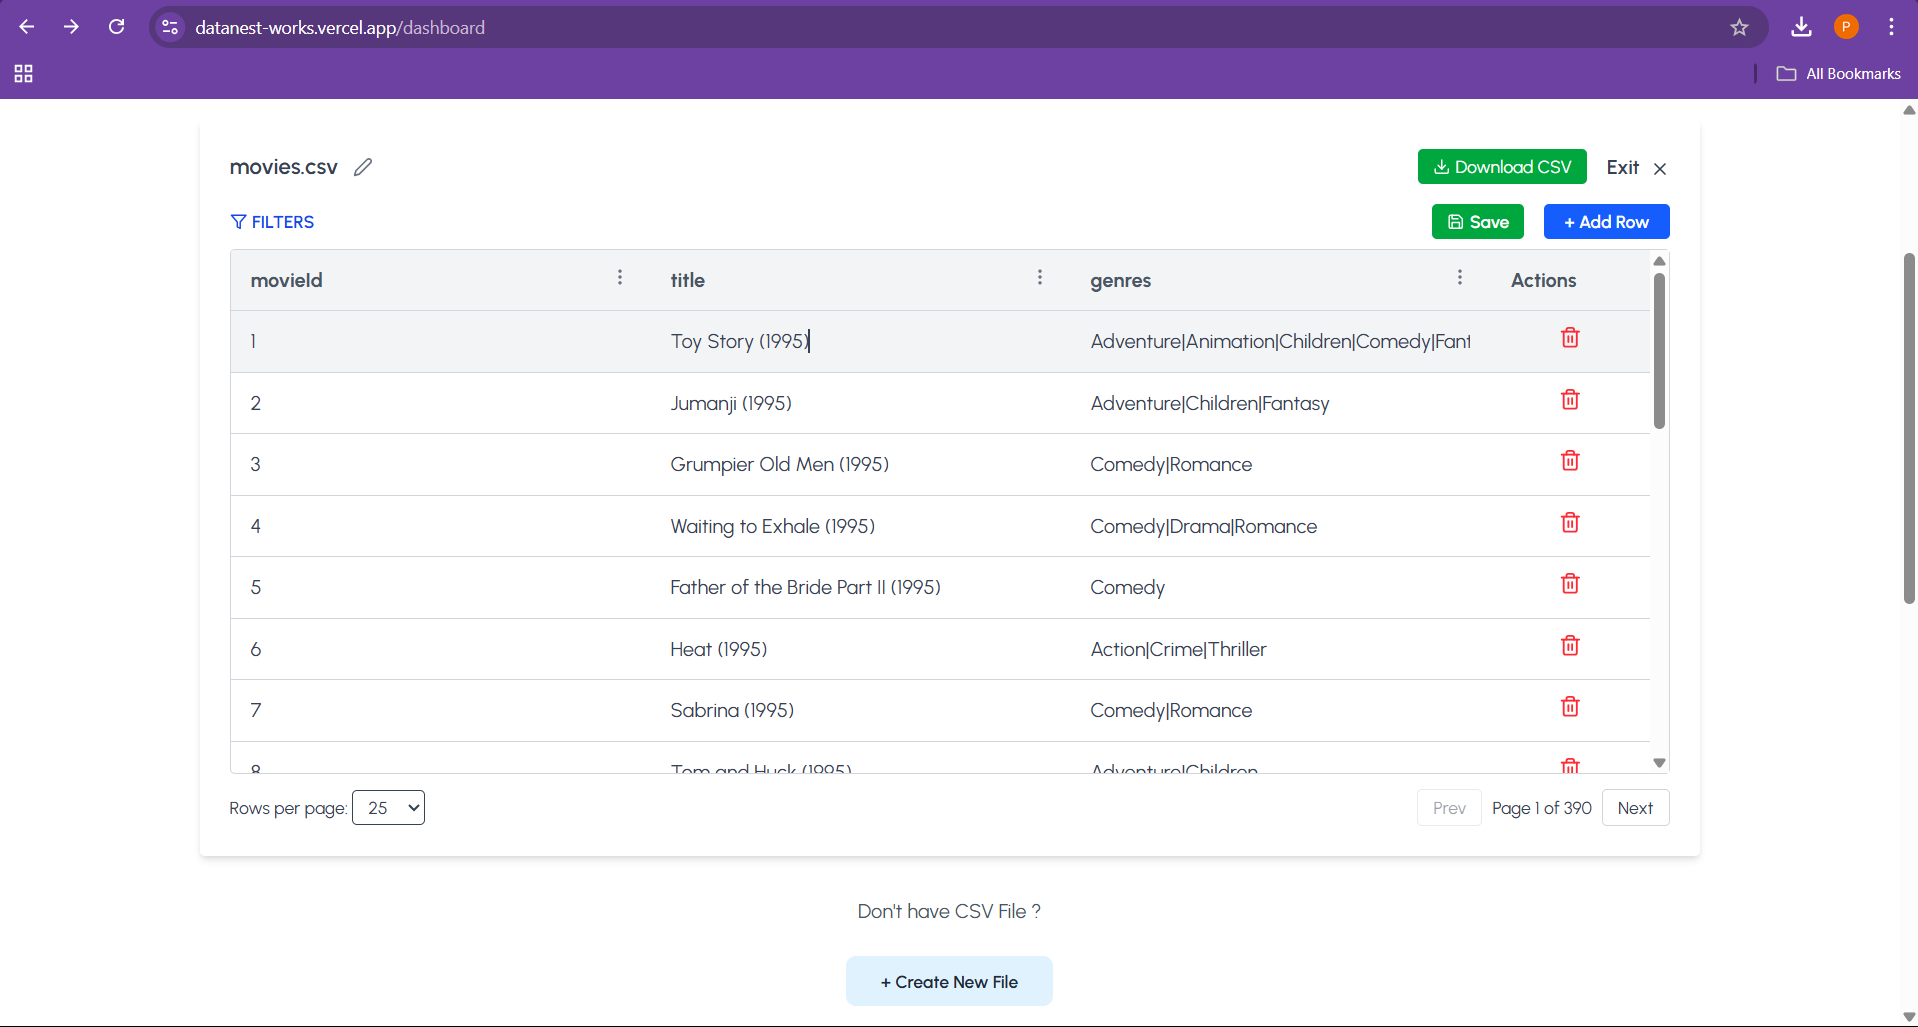 datanest-works.vercel.app/dashboard
P
All Bookmarks
movies.csv
Download CSV
Exit
FILTERS
Save
+ Add Row
movieId title genres Actions
1 Toy Story (1995) Adventure|Animation|Children|Comedy|Fant
2 Jumanji (1995) Adventure|Children|Fantasy
3 Grumpier Old Men (1995) Comedy|Romance
4 Waiting to Exhale (1995) Comedy|Drama|Romance
5 Father of the Bride Part II (1995) Comedy
6 Heat (1995) Action|Crime|Thriller
7 Sabrina (1995) Comedy|Romance
8 Tom and Huck (1995) Adventure|Children
Rows per page: 25 Prev Page 1 of 390 Next
Don't have CSV File ?
+ Create New File